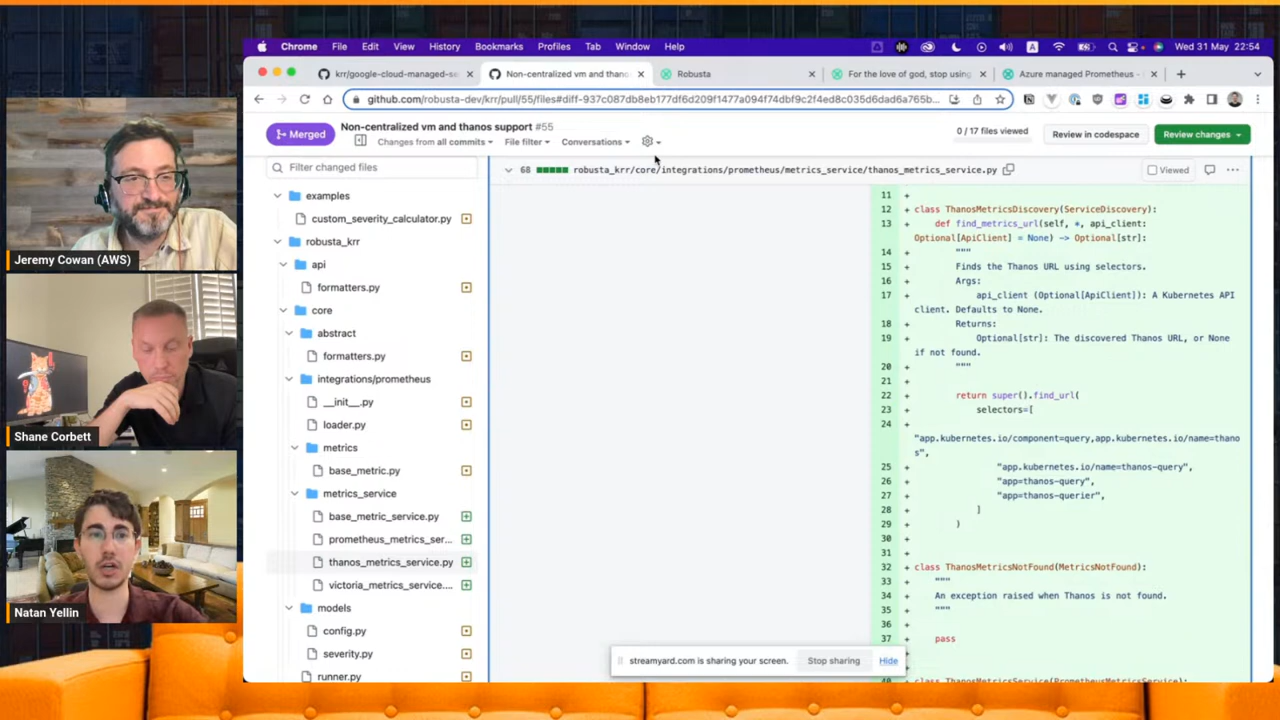 Chrome File Edit View History Bookmarks Profiles Tab Window Help
Wed 31 May 22:54
krr/google-cloud-managed-se
Non-centralized vm and thanos
Robusta
For the love of god, stop using
Azure managed Prometheus -
github.com/robusta-dev/krr/pull/55/files#diff-937c087db8eb177df6d209f1477a094f74dbf9c2f4ed8c035d6dad6a765b...
Merged
Non-centralized vm and thanos support #55
Changes from all commits
File filter
Conversations
0 / 17 files viewed
Review in codespace
Review changes
Filter changed files
examples
custom_severity_calculator.py
robusta_krr
api
formatters.py
core
abstract
formatters.py
integrations/prometheus
__init__.py
loader.py
metrics
base_metric.py
metrics_service
base_metric_service.py
prometheus_metrics_ser...
thanos_metrics_service.py
victoria_metrics_service....
models
config.py
severity.py
runner.py
68 robusta_krr/core/integrations/prometheus/metrics_service/thanos_metrics_service.py
Viewed
11 +
12 + class ThanosMetricsDiscovery(ServiceDiscovery):
13 + def find_metrics_url(self, *, api_client:
Optional[ApiClient] = None) -> Optional[str]:
14 + """
15 + Finds the Thanos URL using selectors.
16 + Args:
17 + api_client (Optional[ApiClient]): A Kubernetes API
client. Defaults to None.
18 + Returns:
19 + Optional[str]: The discovered Thanos URL, or None
if not found.
20 + """
21 +
22 + return super().find_url(
23 + selectors=[
24 +
"app.kubernetes.io/component=query,app.kubernetes.io/name=thano
s",
25 + "app.kubernetes.io/name=thanos-query",
26 + "app=thanos-query",
27 + "app=thanos-querier",
28 + ]
29 + )
30 +
31 +
32 + class ThanosMetricsNotFound(MetricsNotFound):
33 + """
34 + An exception raised when Thanos is not found.
35 + """
36 +
37 + pass
40 + class ThanosMetricsService(PrometheusMetricsService):
streamyard.com is sharing your screen.
Stop sharing
Hide
Jeremy Cowan (AWS)
Shane Corbett
Natan Yellin